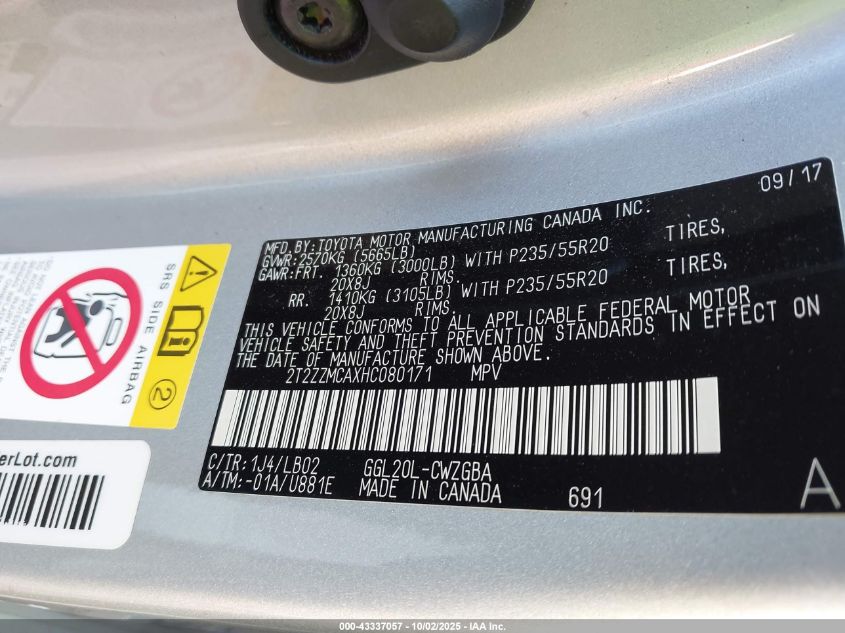 09/17
MFD. BY: TOYOTA MOTOR MANUFACTURING CANADA INC.
GVWR: 2570KG (5665LB)
GAWR: FRT. 1360KG (3000LB) WITH P235/55R20 TIRES,
20X8J RIMS.
RR. 1410KG (3105LB) WITH P235/55R20 TIRES,
20X8J RIMS.
THIS VEHICLE CONFORMS TO ALL APPLICABLE FEDERAL MOTOR
VEHICLE SAFETY AND THEFT PREVENTION STANDARDS IN EFFECT ON
THE DATE OF MANUFACTURE SHOWN ABOVE.
2T2ZZMCAXHC080171 MPV
C/TR: 1J4/LB02 GGL20L-CWZGBA
A/TM: -01A/U881E MADE IN CANADA 691
A
SRS SIDE AIRBAG
2
erLot.com
000-43337057 - 10/02/2025 - IAA Inc.